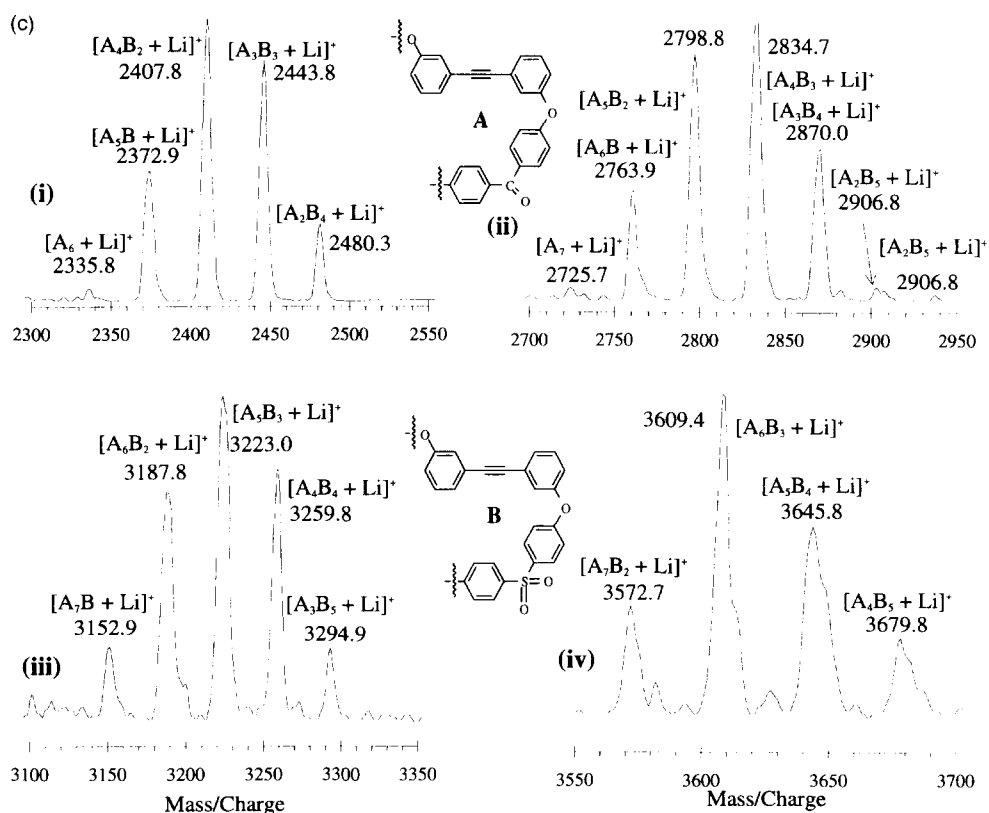 (c)
[A₄B₂ + Li]⁺
2407.8
[A₃B₃ + Li]⁺
2443.8
[A₅B + Li]⁺
2372.9
(i)
[A₂B₄ + Li]⁺
2480.3
[A₆ + Li]⁺
2335.8
2300 2350 2400 2450 2500 2550
O
A
O
C
O
2798.8
2834.7
[A₄B₃ + Li]⁺
[A₅B₂ + Li]⁺
[A₃B₄ + Li]⁺
2870.0
[A₆B + Li]⁺
2763.9
[A₂B₅ + Li]⁺
2906.8
(ii)
[A₇ + Li]⁺
2725.7
[A₂B₅ + Li]⁺
2906.8
2700 2750 2800 2850 2900 2950
[A₅B₃ + Li]⁺
3223.0
[A₆B₂ + Li]⁺
3187.8
[A₄B₄ + Li]⁺
3259.8
[A₇B + Li]⁺
3152.9
[A₃B₅ + Li]⁺
3294.9
(iii)
3100 3150 3200 3250 3300 3350
Mass/Charge
O
B
O
S
O
O
3609.4
[A₆B₃ + Li]⁺
[A₅B₄ + Li]⁺
3645.8
[A₇B₂ + Li]⁺
3572.7
[A₄B₅ + Li]⁺
3679.8
(iv)
3550 3600 3650 3700
Mass/Charge